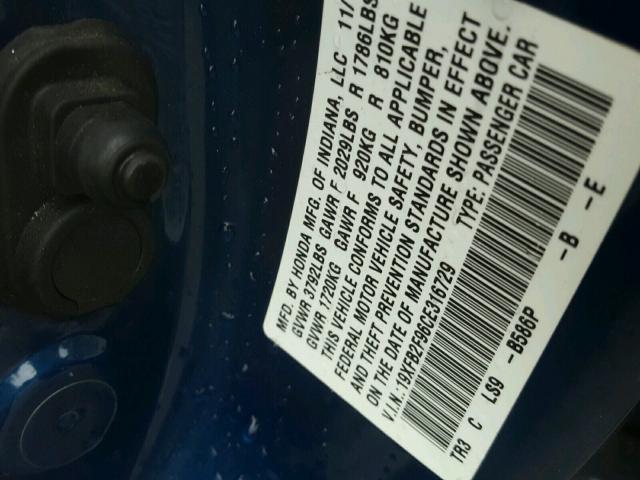 MFD. BY HONDA MFG. OF INDIANA, LLC 11/
GVWR 3792LBS GAWR F 2029LBS R 1786LBS
GVWR 1720KG GAWR F 920KG R 810KG
THIS VEHICLE CONFORMS TO ALL APPLICABLE
FEDERAL MOTOR VEHICLE SAFETY, BUMPER,
AND THEFT PREVENTION STANDARDS IN EFFECT
ON THE DATE OF MANUFACTURE SHOWN ABOVE.
V.I.N.:19XFB2F96CE316729 TYPE: PASSENGER CAR
TR3 C LS9 -B586P -B -E